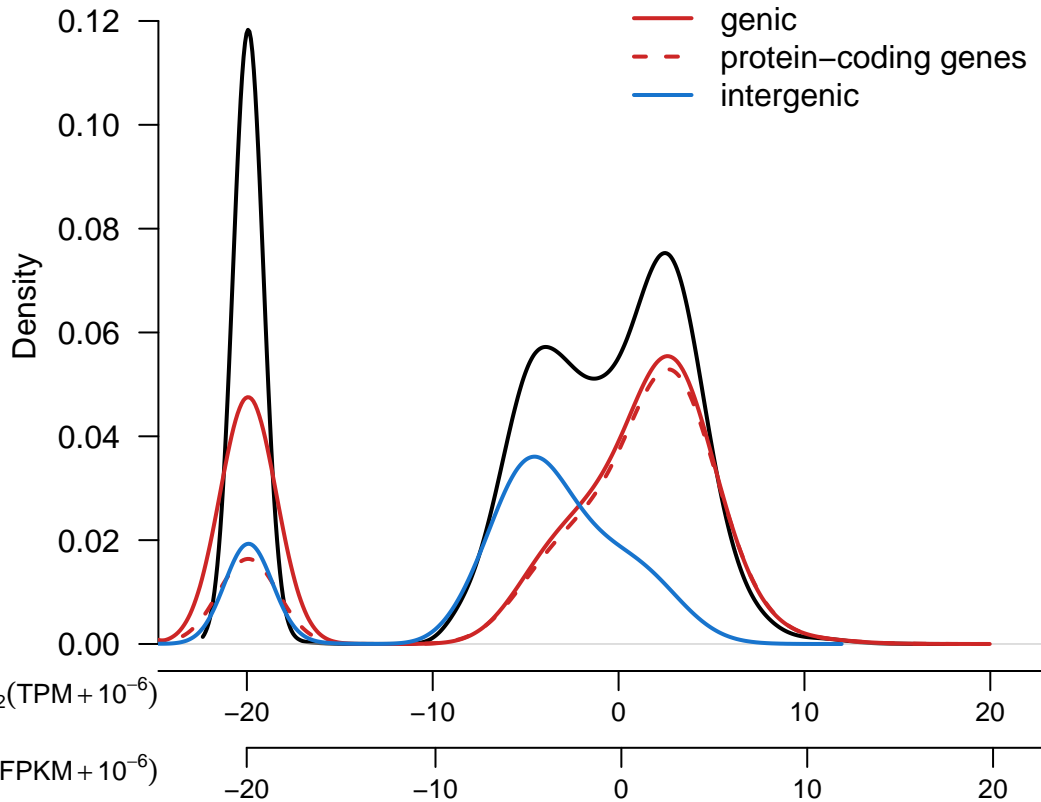 genic
protein−coding genes
intergenic
Density
0.12
0.10
0.08
0.06
0.04
0.02
0.00
₂(TPM + 10⁻⁶)
−20 −10 0 10 20
FPKM + 10⁻⁶)
−20 −10 0 10 20